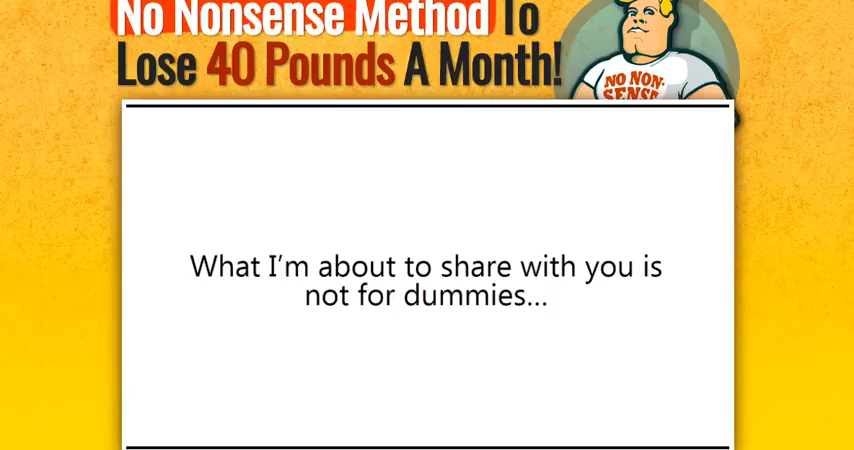 No Nonsense Method To
Lose 40 Pounds A Month!
NO NON-
SENSE
What I'm about to share with you is
not for dummies...